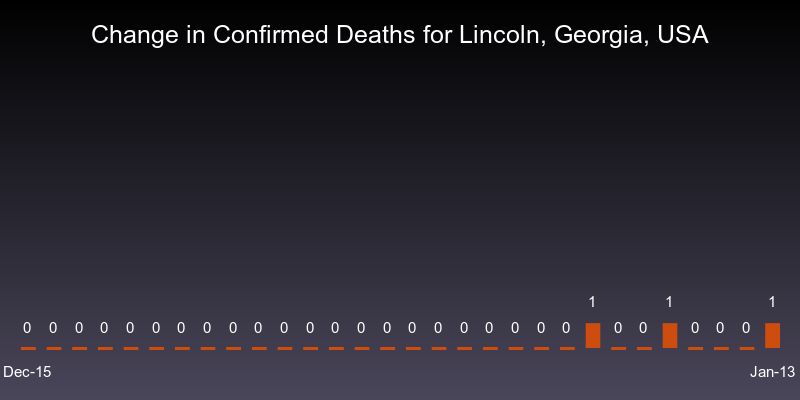 Change in Confirmed Deaths for Lincoln, Georgia, USA
1 1 1
0 0 0 0 0 0 0 0 0 0 0 0 0 0 0 0 0 0 0 0 0 0 0 0 0 0 0
Dec-15 Jan-13